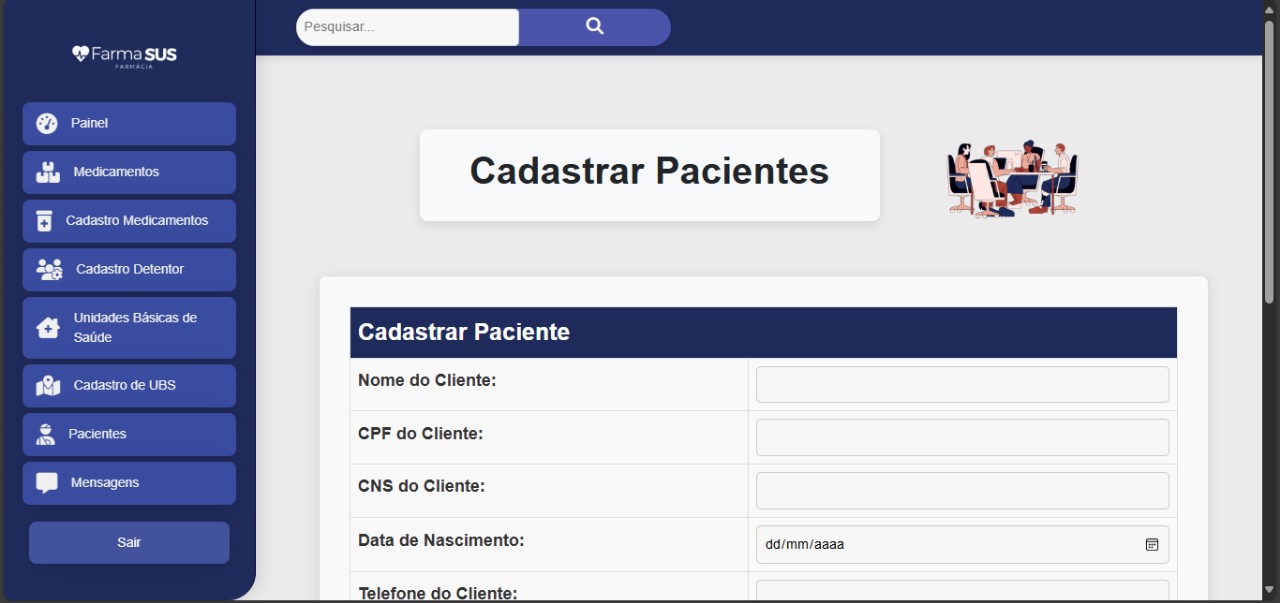 Farma SUS
FARMÁCIA
Painel
Medicamentos
Cadastro Medicamentos
Cadastro Detentor
Unidades Básicas de
Saúde
Cadastro de UBS
Pacientes
Mensagens
Sair
Pesquisar...
Cadastrar Pacientes
Cadastrar Paciente
Nome do Cliente:
CPF do Cliente:
CNS do Cliente:
Data de Nascimento:
dd/mm/aaaa
Telefone do Cliente: